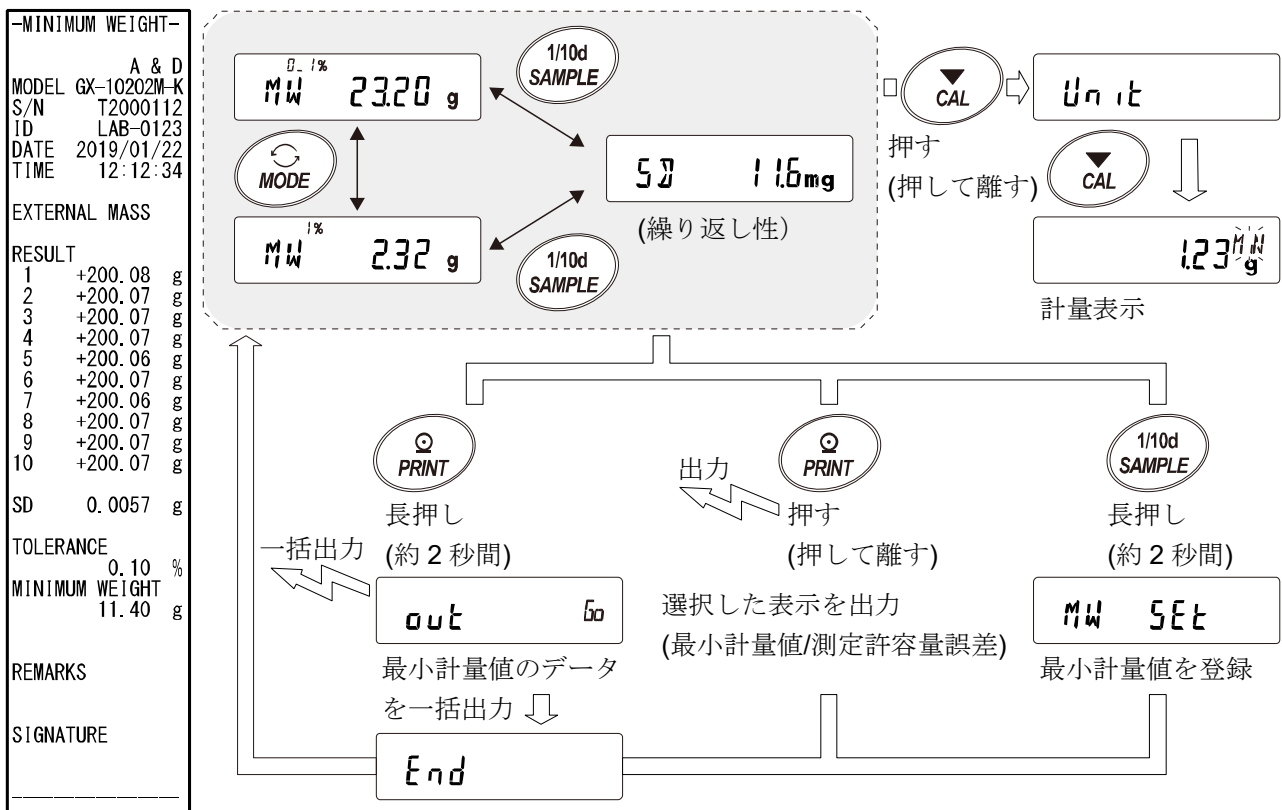 -MINIMUM WEIGHT-
A & D
MODEL GX-10202M-K
S/N T2000112
ID LAB-0123
DATE 2019/01/22
TIME 12:12:34
EXTERNAL MASS
RESULT
1 +200.08 g
2 +200.07 g
3 +200.07 g
4 +200.07 g
5 +200.06 g
6 +200.07 g
7 +200.06 g
8 +200.07 g
9 +200.07 g
10 +200.07 g
SD 0.0057 g
TOLERANCE
0.10 %
MINIMUM WEIGHT
11.40 g
REMARKS
SIGNATURE
0_1%
MW 23.20 g
1/10d
SAMPLE
MODE
SD 11.6mg
(繰り返し性)
1%
MW 2.32 g
1/10d
SAMPLE
CAL
押す
(押して離す)
Unit
CAL
1.23 MIN g
計量表示
PRINT
長押し
(約 2 秒間)
一括出力
out Go
最小計量値のデータ
を一括出力
End
出力
PRINT
押す
(押して離す)
選択した表示を出力
(最小計量値/測定許容量誤差)
1/10d
SAMPLE
長押し
(約 2 秒間)
MW SEt
最小計量値を登録